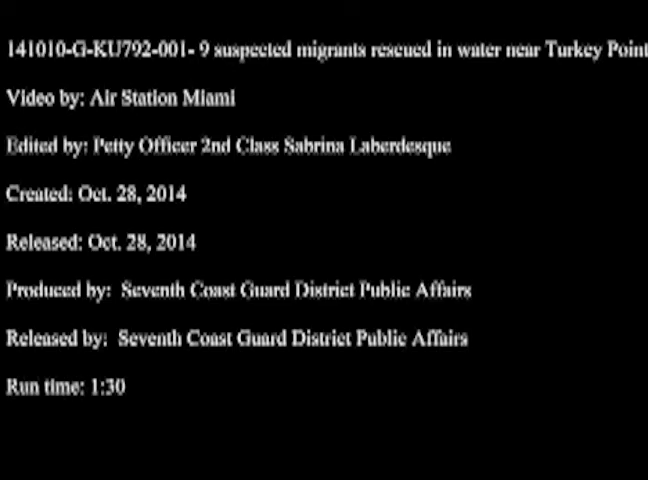 141010-G-KU792-001- 9 suspected migrants rescued in water near Turkey Point
Video by: Air Station Miami
Edited by: Petty Officer 2nd Class Sabrina Laberdesque
Created: Oct. 28, 2014
Released: Oct. 28, 2014
Produced by:  Seventh Coast Guard District Public Affairs
Released by:  Seventh Coast Guard District Public Affairs
Run time: 1:30